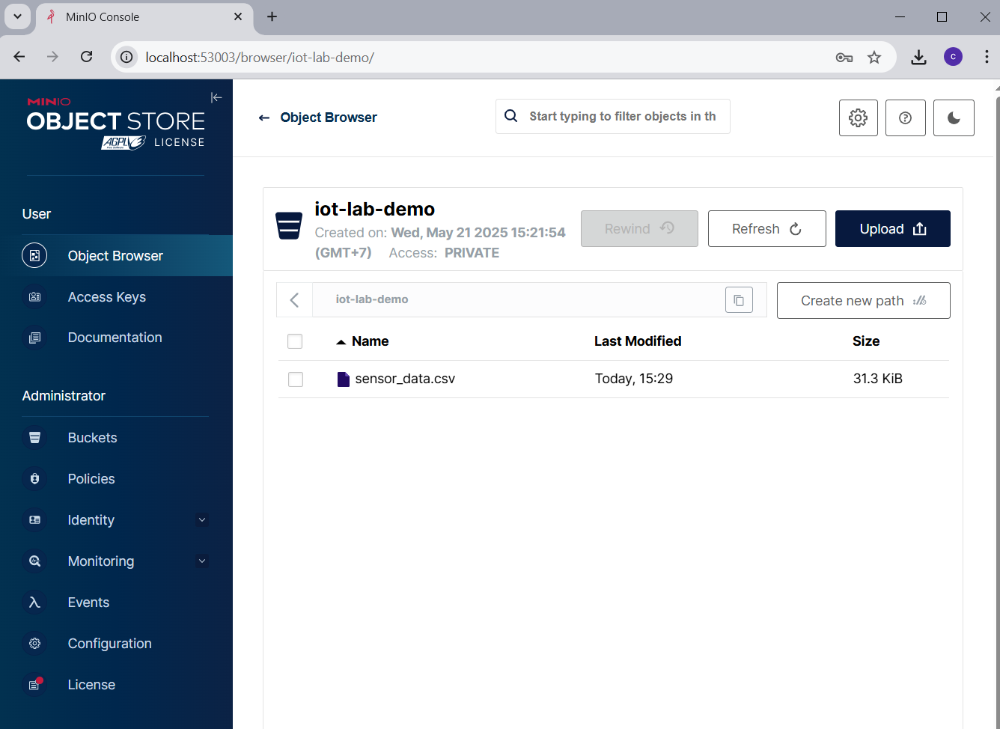 MinIO Console
localhost:53003/browser/iot-lab-demo/
C
MINIO
OBJECT STORE
AGPL LICENSE
Object Browser
Start typing to filter objects in th
User
Object Browser
Access Keys
Documentation
Administrator
Buckets
Policies
Identity
Monitoring
Events
Configuration
License
iot-lab-demo
Created on: Wed, May 21 2025 15:21:54
(GMT+7) Access: PRIVATE
Rewind
Refresh
Upload
iot-lab-demo
Create new path
Name Last Modified Size
sensor_data.csv Today, 15:29 31.3 KiB